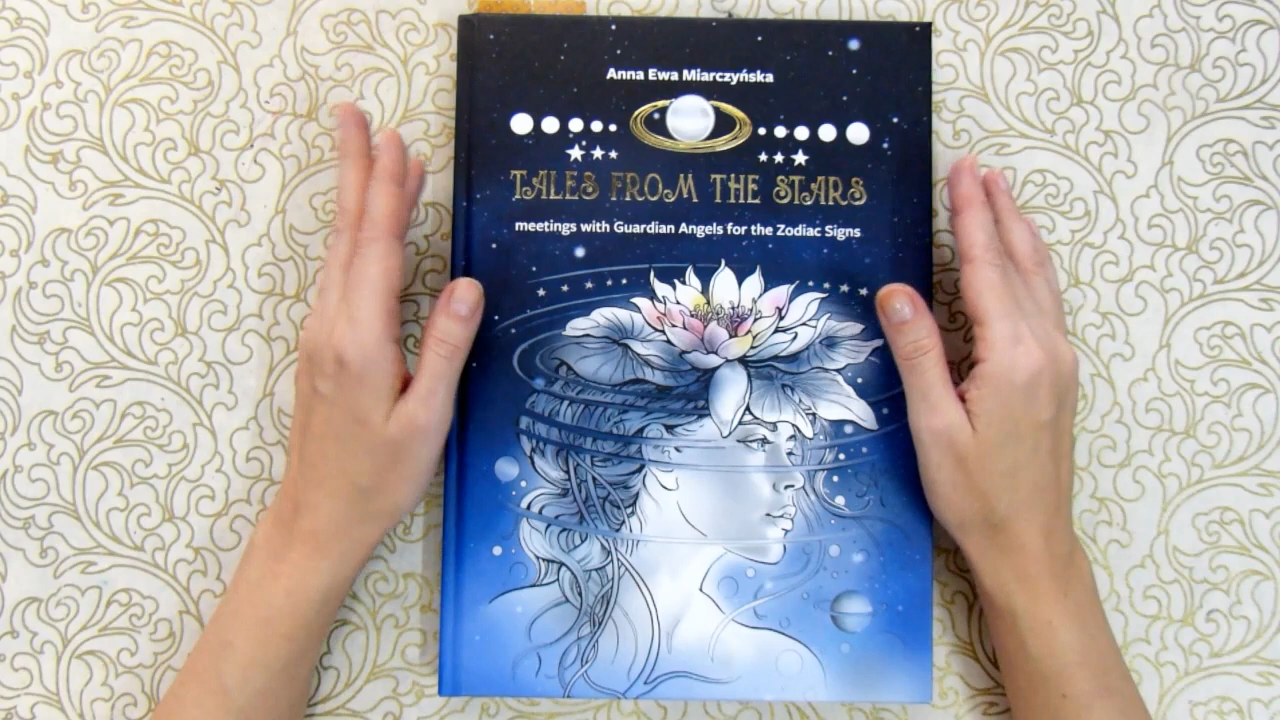 Anna Ewa Miarczyńska
TALES FROM THE STARS
meetings with Guardian Angels for the Zodiac Signs